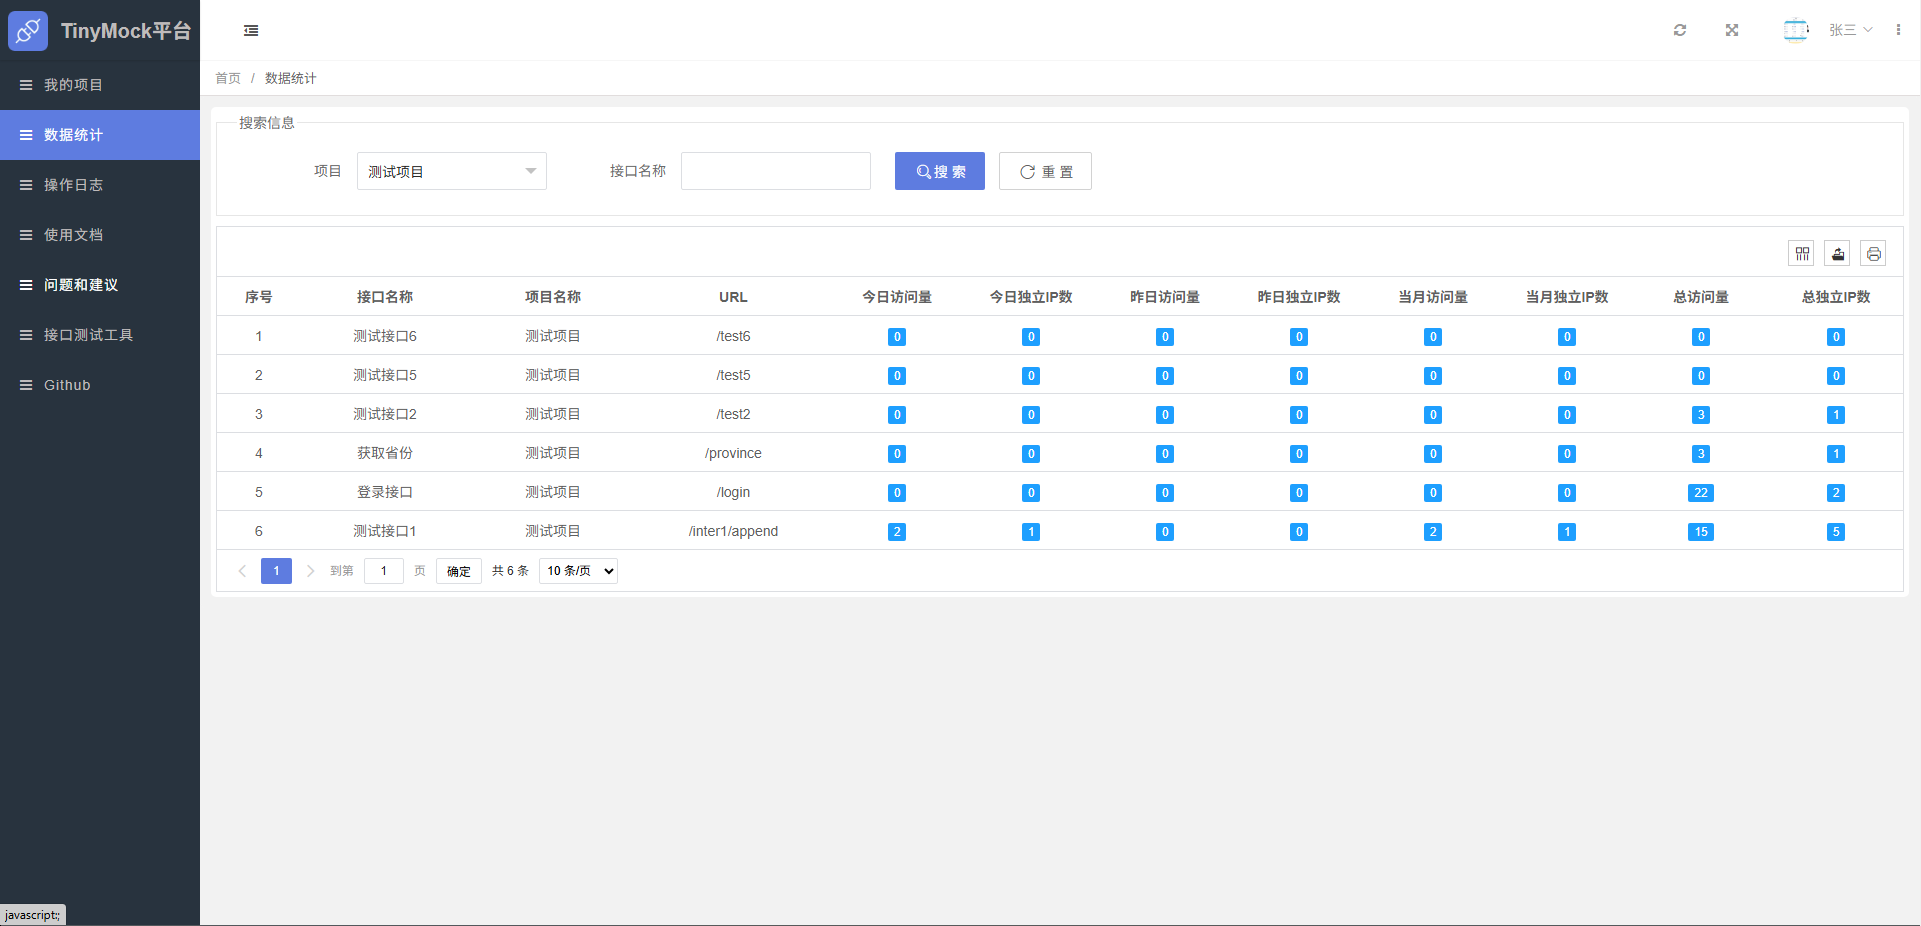 TinyMock平台
张三
我的项目
数据统计
操作日志
使用文档
问题和建议
接口测试工具
Github
首页 / 数据统计
搜索信息
项目 测试项目 接口名称 搜 索 重 置
序号 接口名称 项目名称 URL 今日访问量 今日独立IP数 昨日访问量 昨日独立IP数 当月访问量 当月独立IP数 总访问量 总独立IP数
1 测试接口6 测试项目 /test6 0 0 0 0 0 0 0 0
2 测试接口5 测试项目 /test5 0 0 0 0 0 0 0 0
3 测试接口2 测试项目 /test2 0 0 0 0 0 0 3 1
4 获取省份 测试项目 /province 0 0 0 0 0 0 3 1
5 登录接口 测试项目 /login 0 0 0 0 0 0 22 2
6 测试接口1 测试项目 /inter1/append 2 1 0 0 2 1 15 5
1 到第 1 页 确定 共 6 条 10 条/页
javascript:;